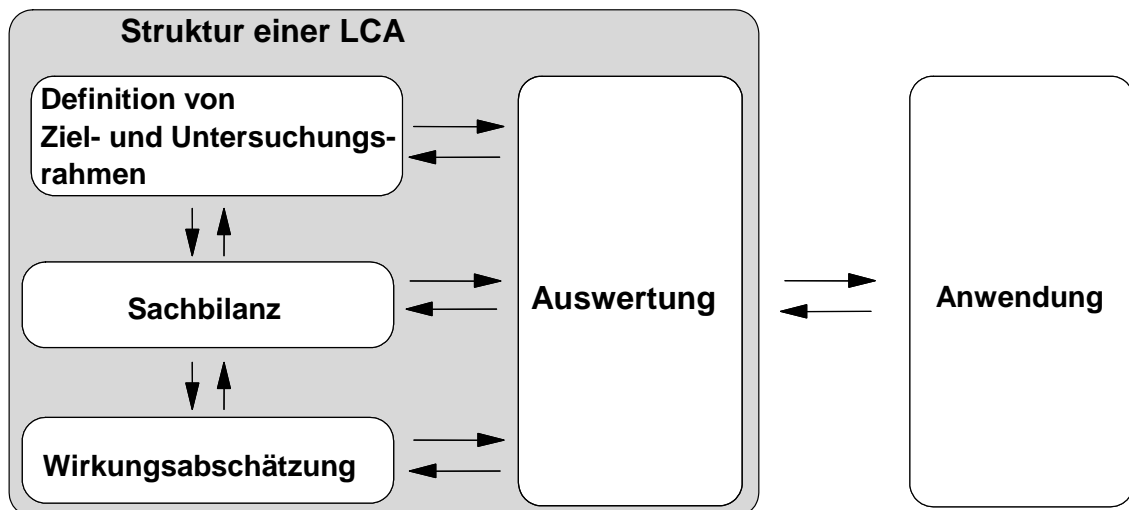 Struktur einer LCA
Definition von
Ziel- und Untersuchungs-
rahmen
Sachbilanz
Wirkungsabschätzung
Auswertung
Anwendung